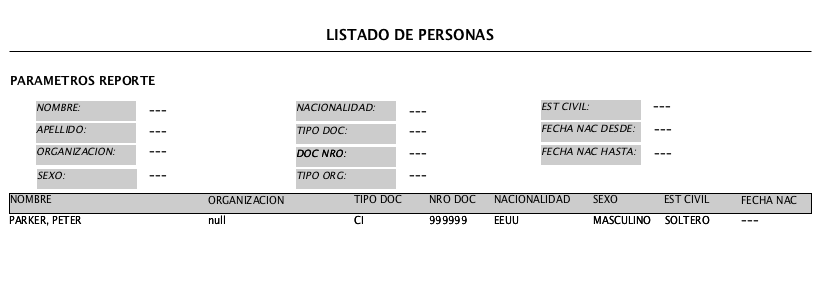 LISTADO DE PERSONAS
PARAMETROS REPORTE
NOMBRE: --- NACIONALIDAD: --- EST CIVIL: ---
APELLIDO: --- TIPO DOC: --- FECHA NAC DESDE: ---
ORGANIZACION: --- DOC NRO: --- FECHA NAC HASTA: ---
SEXO: --- TIPO ORG: ---
NOMBRE ORGANIZACION TIPO DOC NRO DOC NACIONALIDAD SEXO EST CIVIL FECHA NAC
PARKER, PETER null CI 999999 EEUU MASCULINO SOLTERO ---